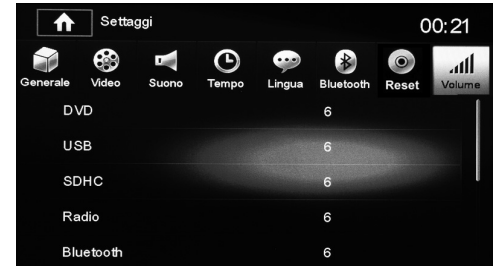 Settaggi 00:21
Generale Video Suono Tempo Lingua Bluetooth Reset Volume
DVD 6
USB 6
SDHC 6
Radio 6
Bluetooth 6